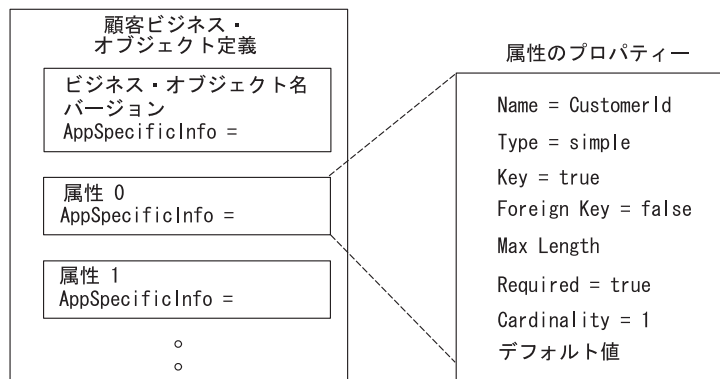 顧客ビジネス・
オブジェクト定義
ビジネス・オブジェクト名
バージョン
AppSpecificInfo =
属性 0
AppSpecificInfo =
属性 1
AppSpecificInfo =
属性のプロパティー
Name = CustomerId
Type = simple
Key = true
Foreign Key = false
Max Length
Required = true
Cardinality = 1
デフォルト値